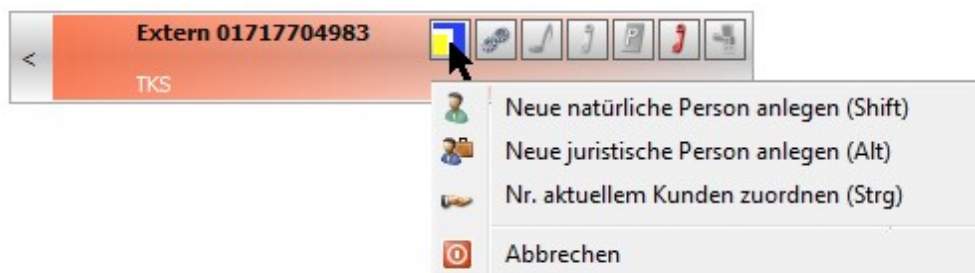 <
Extern 01717704983
TKS
P
Neue natürliche Person anlegen (Shift)
Neue juristische Person anlegen (Alt)
Nr. aktuellem Kunden zuordnen (Strg)
Abbrechen